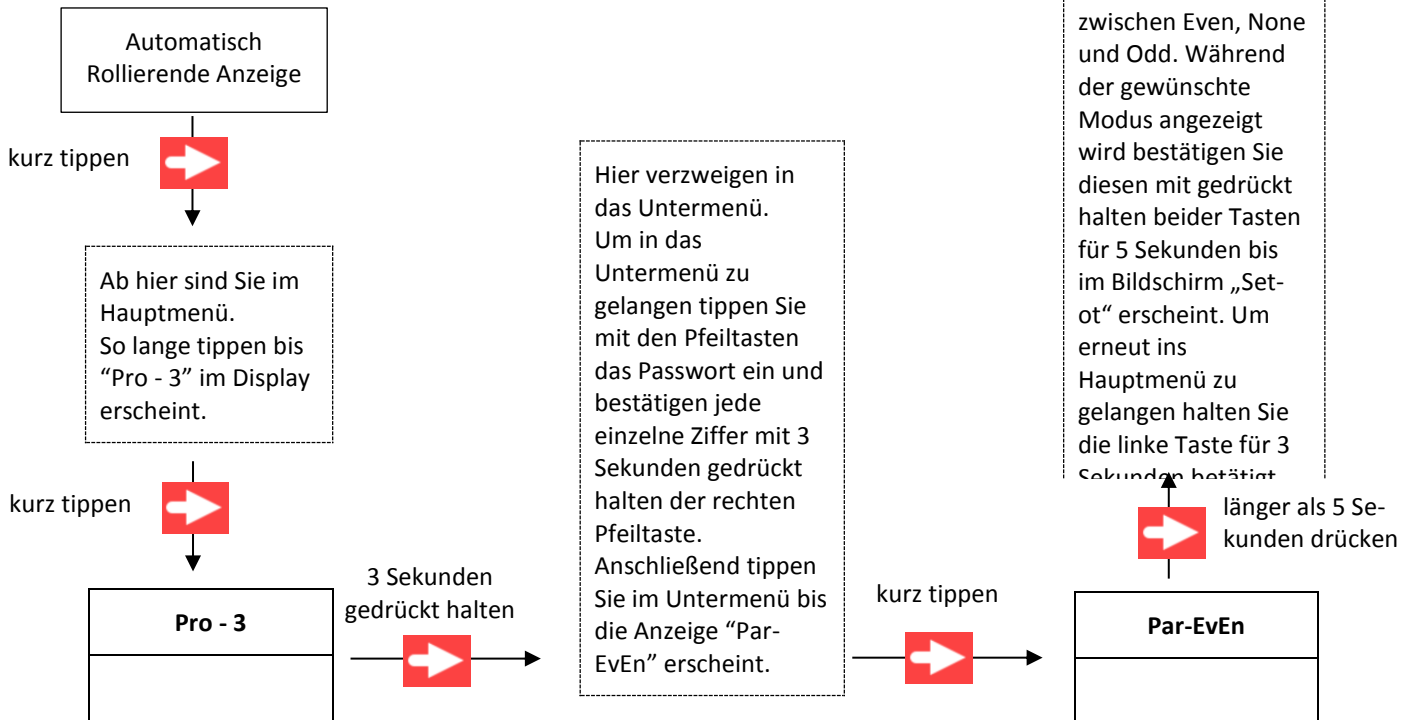 Automatisch
Rollierende Anzeige
kurz tippen
Ab hier sind Sie im
Hauptmenü.
So lange tippen bis
“Pro - 3” im Display
erscheint.
kurz tippen
Pro - 3
3 Sekunden
gedrückt halten
Hier verzweigen in
das Untermenü.
Um in das
Untermenü zu
gelangen tippen Sie
mit den Pfeiltasten
das Passwort ein und
bestätigen jede
einzelne Ziffer mit 3
Sekunden gedrückt
halten der rechten
Pfeiltaste.
Anschließend tippen
Sie im Untermenü bis
die Anzeige “Par-
EvEn” erscheint.
kurz tippen
Par-EvEn
länger als 5 Se-
kunden drücken
zwischen Even, None
und Odd. Während
der gewünschte
Modus angezeigt
wird bestätigen Sie
diesen mit gedrückt
halten beider Tasten
für 5 Sekunden bis
im Bildschirm „Set-
ot“ erscheint. Um
erneut ins
Hauptmenü zu
gelangen halten Sie
die linke Taste für 3
Sekunden betätigt